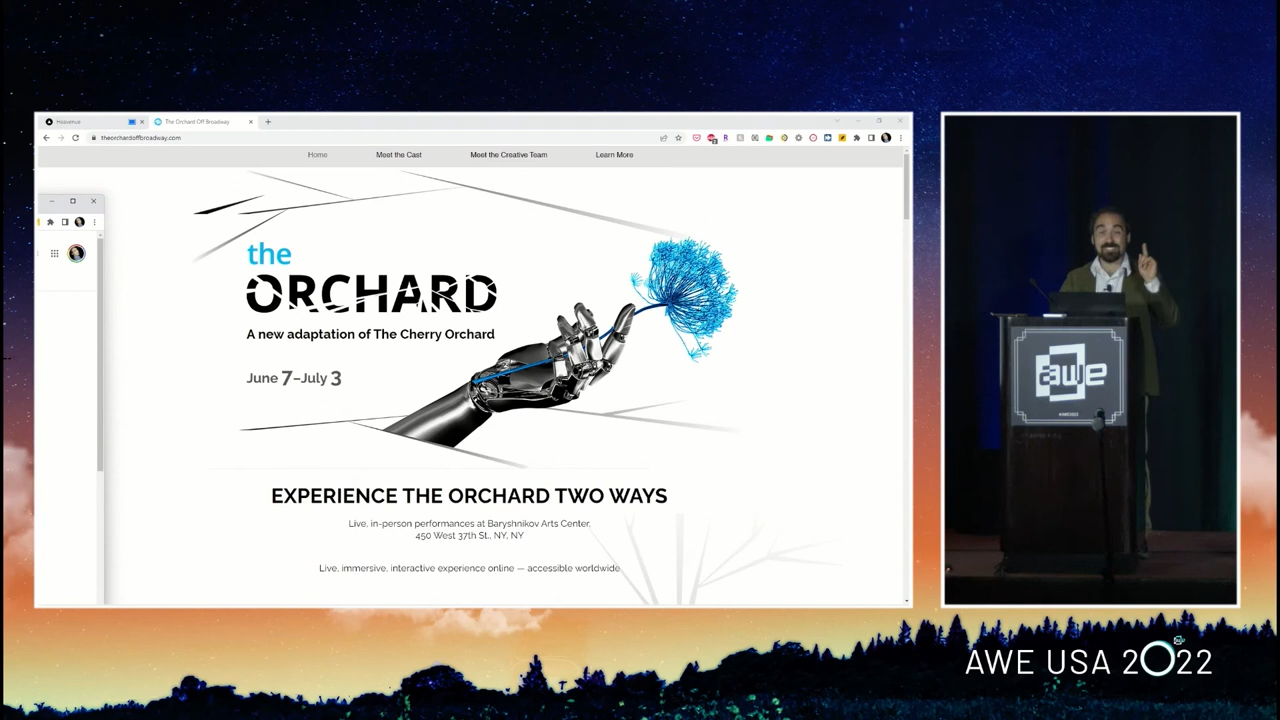 Heavenue
The Orchard Off Broadway
theorchardoffbroadway.com
Home
Meet the Cast
Meet the Creative Team
Learn More
the
ORCHARD
A new adaptation of The Cherry Orchard
June 7–July 3
EXPERIENCE THE ORCHARD TWO WAYS
Live, in-person performances at Baryshnikov Arts Center,
450 West 37th St., NY, NY
Live, immersive, interactive experience online — accessible worldwide
awe
#AWE2022
AWE USA 2022